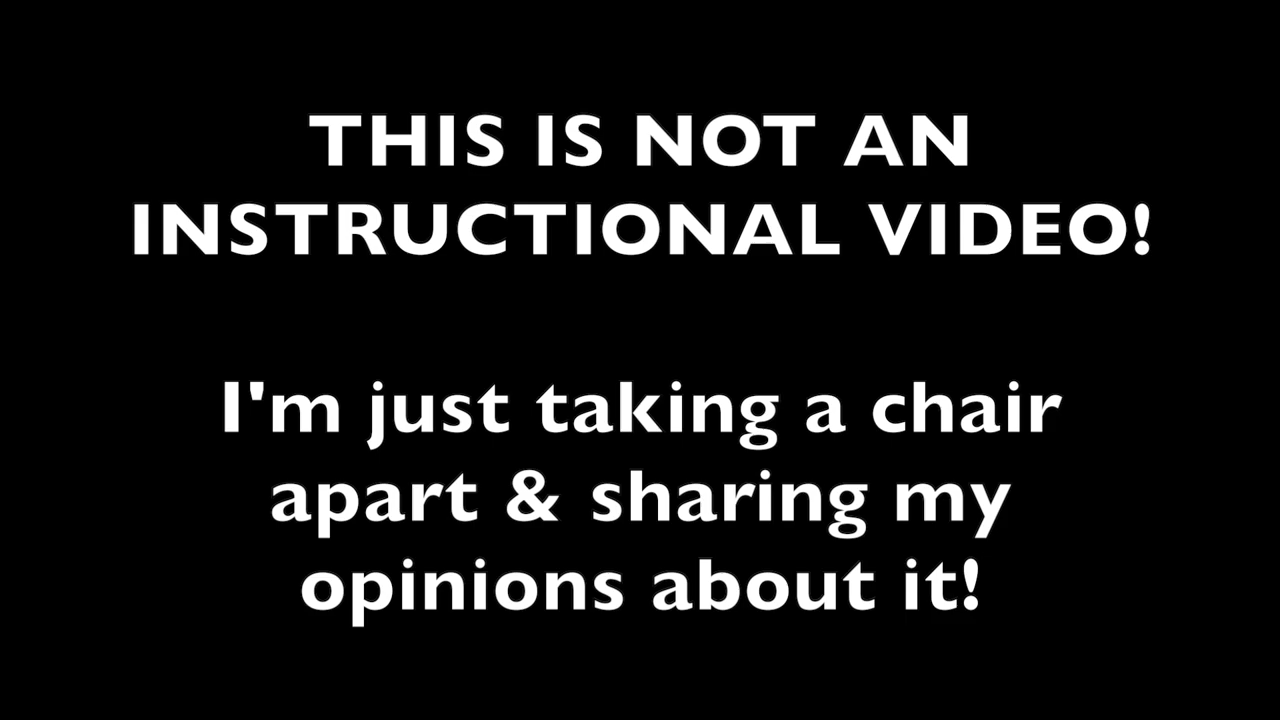 THIS IS NOT AN
INSTRUCTIONAL VIDEO!
I'm just taking a chair
apart & sharing my
opinions about it!